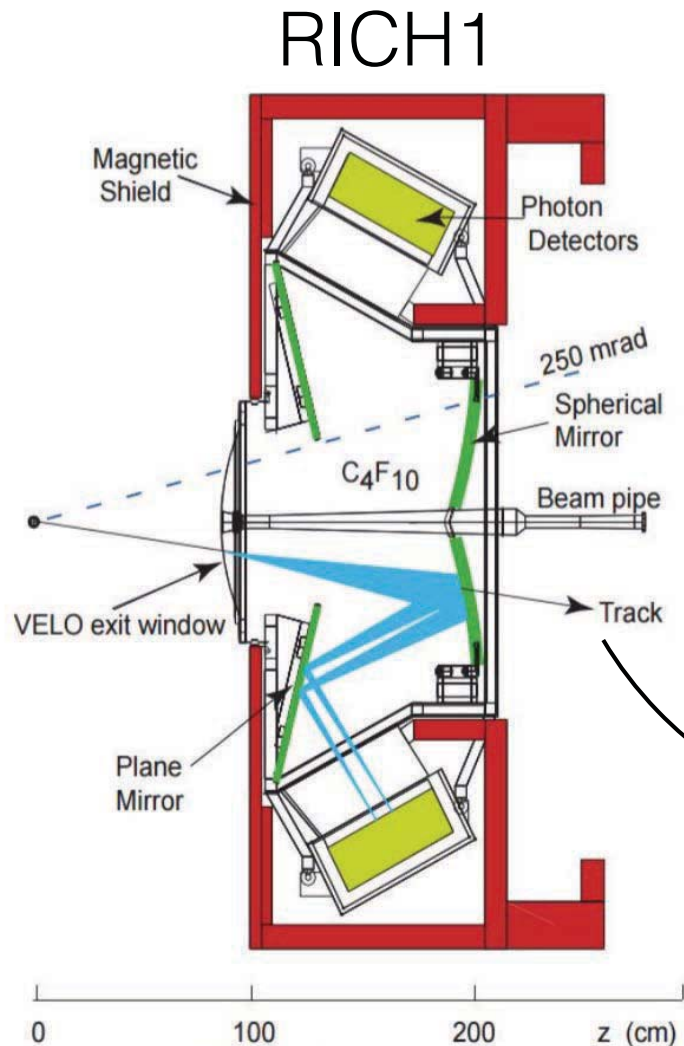 RICH1
Magnetic
Shield
Photon
Detectors
250 mrad
Spherical
Mirror
C₄F₁₀
Beam pipe
VELO exit window
Track
Plane
Mirror
0 100 200 z (cm)